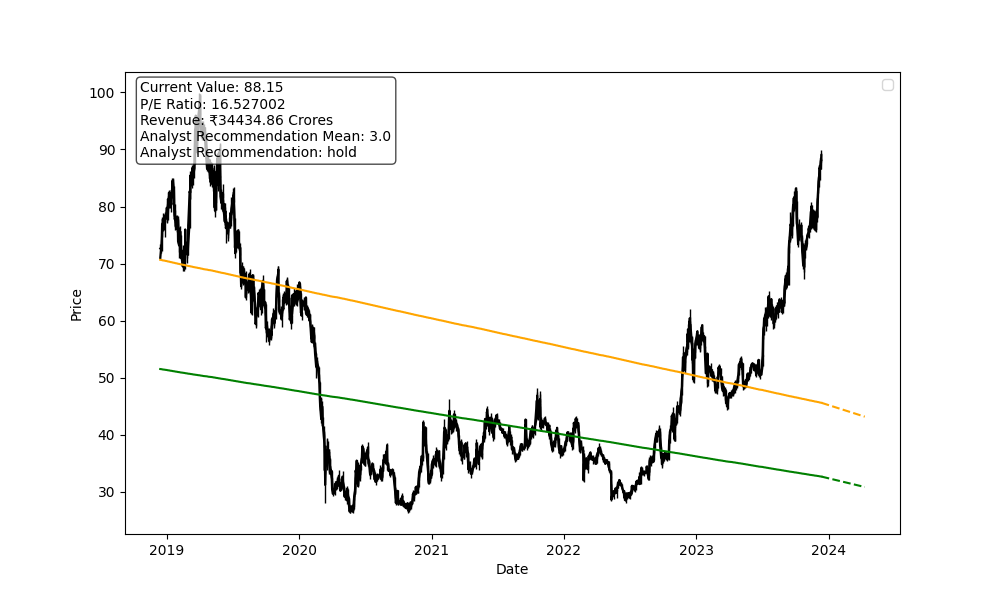 Current Value: 88.15
P/E Ratio: 16.527002
Revenue: ₹34434.86 Crores
Analyst Recommendation Mean: 3.0
Analyst Recommendation: hold
100
90
80
70
60
50
40
30
Price
2019 2020 2021 2022 2023 2024
Date